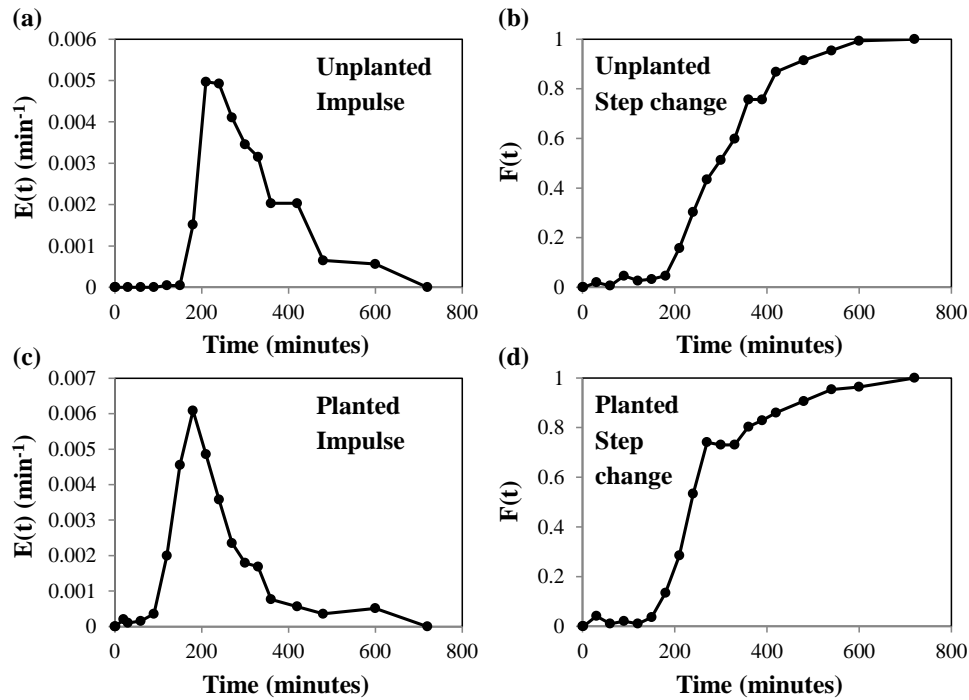 (a)
0.006
0.005
0.004
0.003
0.002
0.001
0
E(t) (min-1)
Unplanted
Impulse
0 200 400 600 800
Time (minutes)
(b)
1
0.8
0.6
0.4
0.2
0
F(t)
Unplanted
Step change
0 200 400 600 800
Time (minutes)
(c)
0.007
0.006
0.005
0.004
0.003
0.002
0.001
0
E(t) (min-1)
Planted
Impulse
0 200 400 600 800
Time (minutes)
(d)
1
0.8
0.6
0.4
0.2
0
F(t)
Planted
Step
change
0 200 400 600 800
Time (minutes)